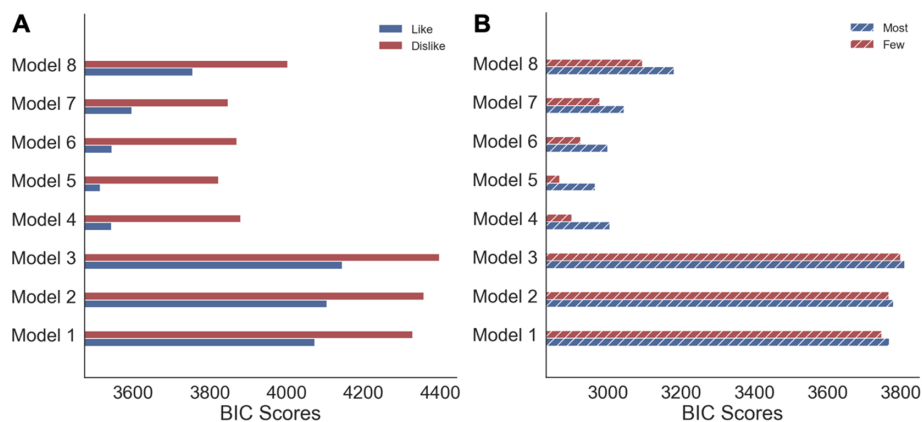 A
Like
Dislike
Model 8
Model 7
Model 6
Model 5
Model 4
Model 3
Model 2
Model 1
3600 3800 4000 4200 4400
BIC Scores
B
Most
Few
Model 8
Model 7
Model 6
Model 5
Model 4
Model 3
Model 2
Model 1
3000 3200 3400 3600 3800
BIC Scores